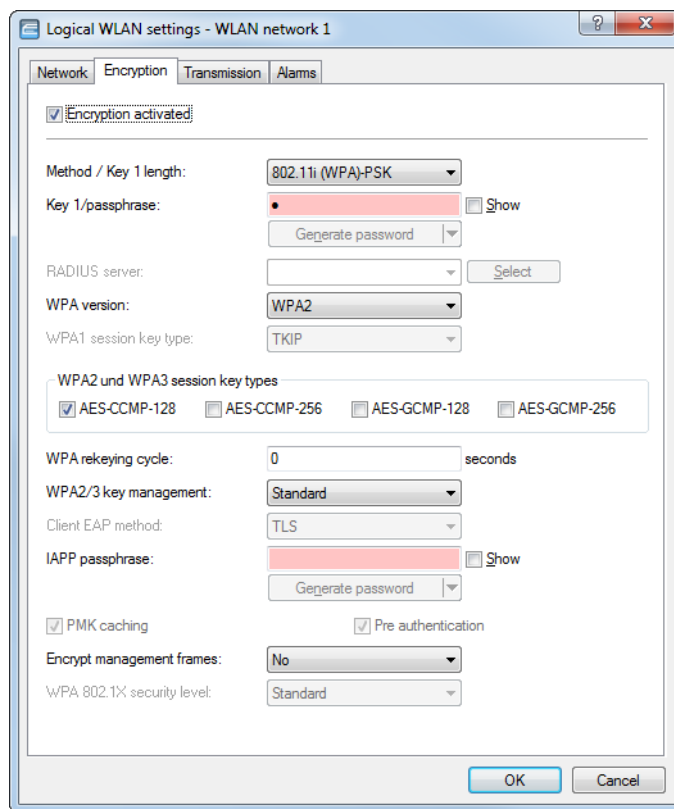 Logical WLAN settings - WLAN network 1
Network Encryption Transmission Alarms
Encryption activated
Method / Key 1 length: 802.11i (WPA)-PSK
Key 1/passphrase: • Show
Generate password
RADIUS server: Select
WPA version: WPA2
WPA1 session key type: TKIP
WPA2 und WPA3 session key types
AES-CCMP-128 AES-CCMP-256 AES-GCMP-128 AES-GCMP-256
WPA rekeying cycle: 0 seconds
WPA2/3 key management: Standard
Client EAP method: TLS
IAPP passphrase: Show
Generate password
PMK caching Pre authentication
Encrypt management frames: No
WPA 802.1X security level: Standard
OK Cancel